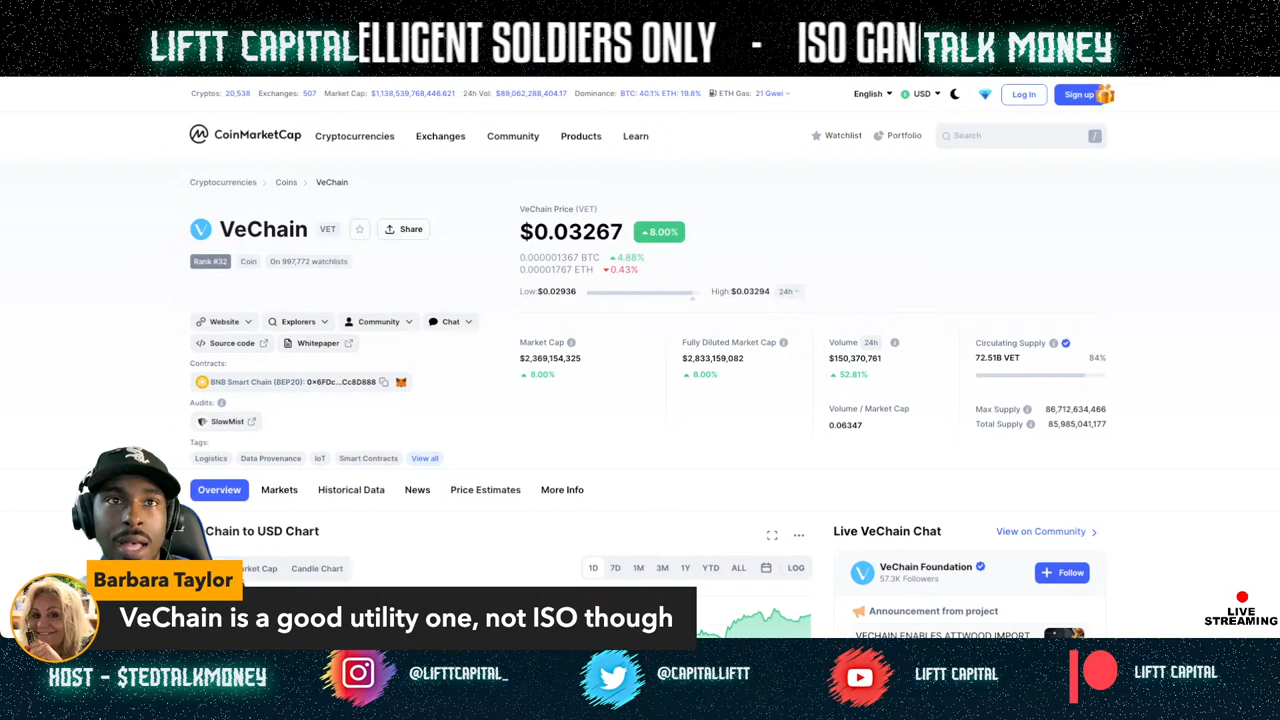 LIFTT CAPITAL
ELLIGENT SOLDIERS ONLY - ISO GAN
TALK MONEY
Cryptos: 20,538 Exchanges: 507 Market Cap: $1,138,539,768,446.621 24h Vol: $89,062,288,404.17 Dominance: BTC: 40.1% ETH: 19.8% ETH Gas: 21 Gwei
English USD Log In Sign up
CoinMarketCap Cryptocurrencies Exchanges Community Products Learn Watchlist Portfolio Search /
Cryptocurrencies Coins VeChain
VeChain VET Share
Rank #32 Coin On 997,772 watchlists
VeChain Price (VET)
$0.03267 8.00%
0.000001367 BTC 4.88%
0.00001767 ETH 0.43%
Low: $0.02936 High: $0.03294 24h
Website Explorers Community Chat
Source code Whitepaper
Contracts:
BNB Smart Chain (BEP20): 0x6FDc...Cc8D888
Audits:
SlowMist
Tags:
Logistics Data Provenance IoT Smart Contracts View all
Market Cap
$2,369,154,325
8.00%
Fully Diluted Market Cap
$2,833,159,082
8.00%
Volume 24h
$150,370,761
52.81%
Volume / Market Cap
0.06347
Circulating Supply
72.51B VET 84%
Max Supply 86,712,634,466
Total Supply 85,985,041,177
Overview Markets Historical Data News Price Estimates More Info
Chain to USD Chart
rket Cap Candle Chart
1D 7D 1M 3M 1Y YTD ALL LOG
Live VeChain Chat View on Community
VeChain Foundation
57.3K Followers
+ Follow
Announcement from project
VECHAIN ENABLES ATTWOOD IMPORT
Barbara Taylor
VeChain is a good utility one, not ISO though
LIVE
STREAMING
HOST - $TEDTALKMONEY
@LIFTTCAPITAL_
@CAPITALLIFTT
LIFTT CAPITAL
LIFTT CAPITAL